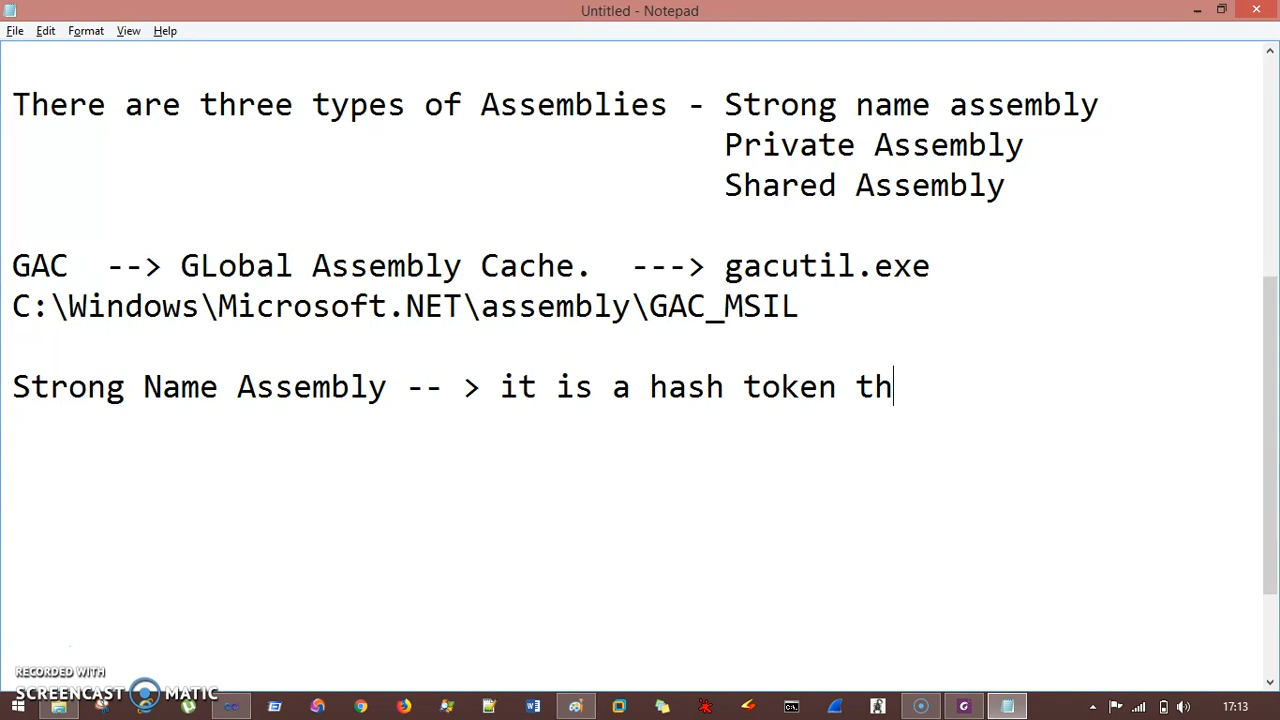 Untitled - Notepad
File Edit Format View Help
There are three types of Assemblies - Strong name assembly
Private Assembly
Shared Assembly
GAC --> GLobal Assembly Cache. ---> gacutil.exe
C:\Windows\Microsoft.NET\assembly\GAC_MSIL
Strong Name Assembly -- > it is a hash token th
RECORDED WITH
SCREENCAST MATIC
17:13